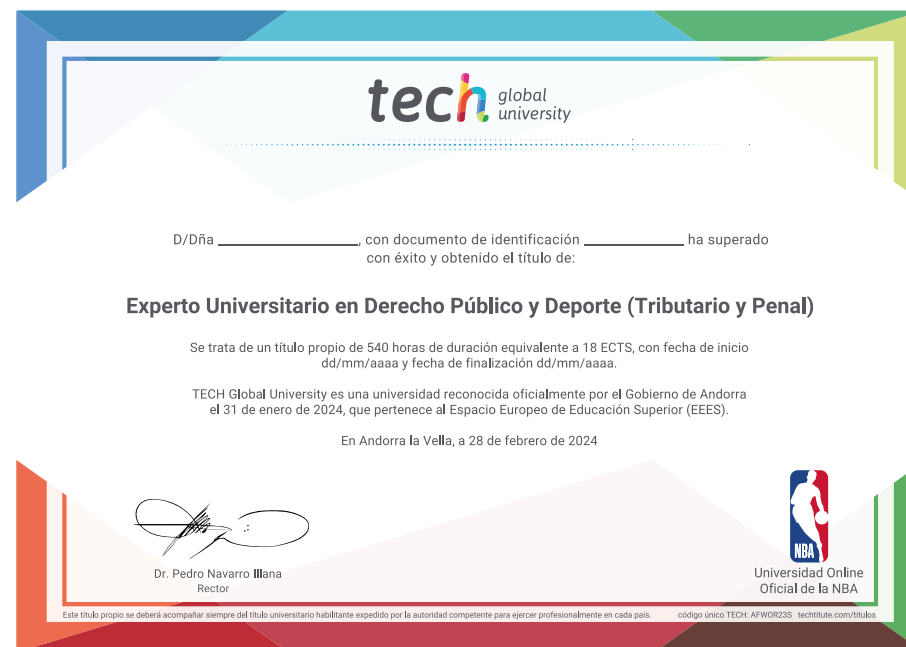 tech global university
D/Dña ____________________, con documento de identificación ______________ ha superado
con éxito y obtenido el título de:
Experto Universitario en Derecho Público y Deporte (Tributario y Penal)
Se trata de un título propio de 540 horas de duración equivalente a 18 ECTS, con fecha de inicio
dd/mm/aaaa y fecha de finalización dd/mm/aaaa.
TECH Global University es una universidad reconocida oficialmente por el Gobierno de Andorra
el 31 de enero de 2024, que pertenece al Espacio Europeo de Educación Superior (EEES).
En Andorra la Vella, a 28 de febrero de 2024
NBA
Dr. Pedro Navarro Illana
Rector
Universidad Online
Oficial de la NBA
Este título propio se deberá acompañar siempre del título universitario habilitante expedido por la autoridad competente para ejercer profesionalmente en cada país.
código único TECH: AFWOR23S techtitute.com/titulos